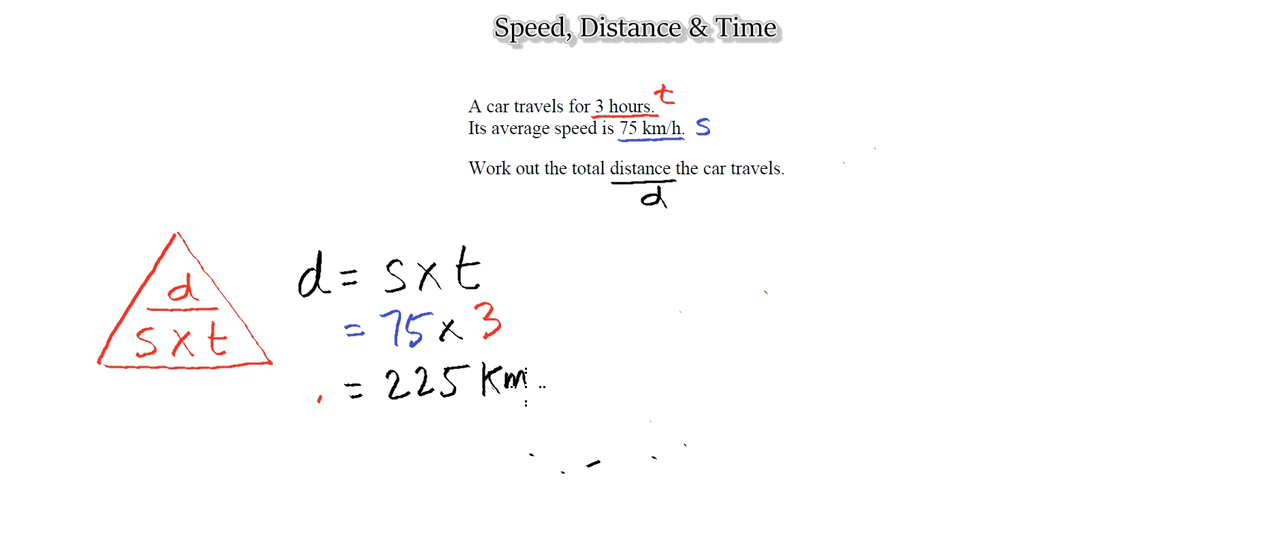 Speed, Distance & Time
A car travels for 3 hours. t
Its average speed is 75 km/h. s
Work out the total distance the car travels.
d
d
s x t
d = s x t
= 75 x 3
= 225 km